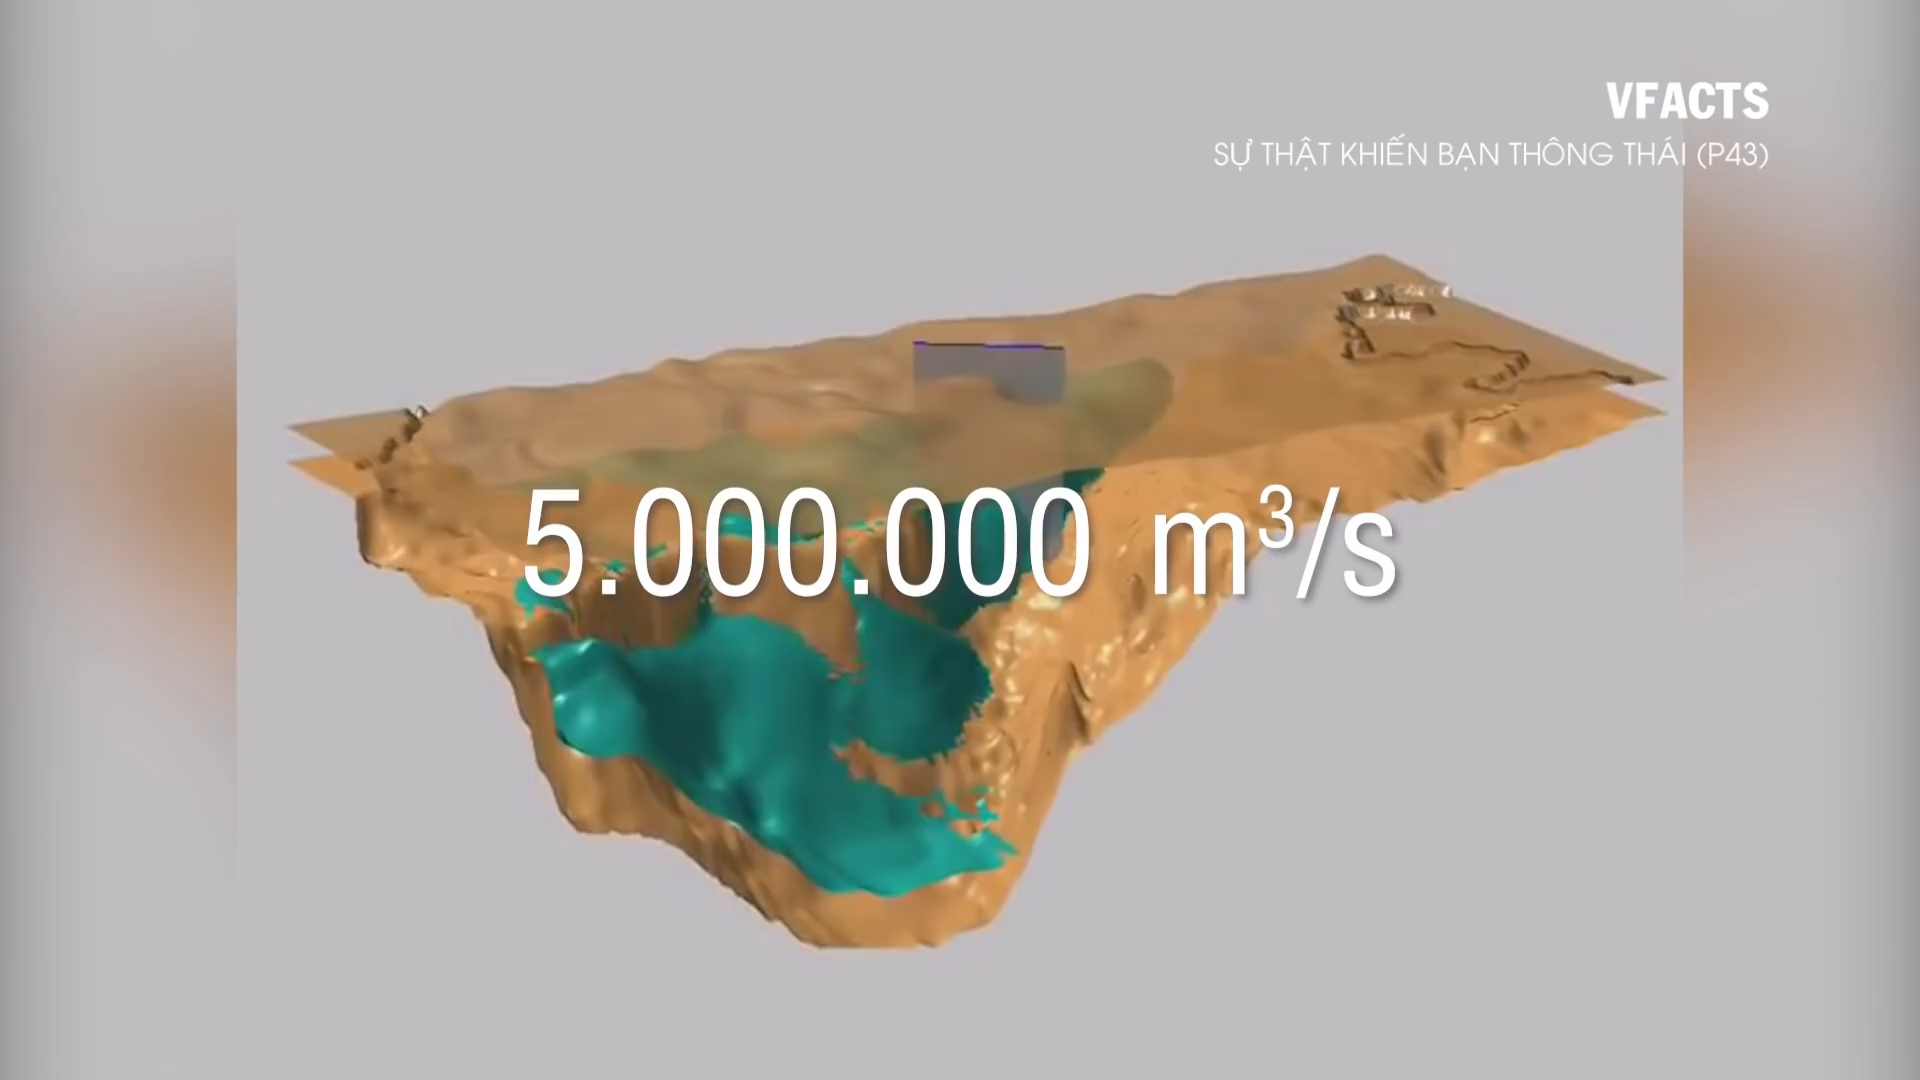 VFACTS
SỰ THẬT KHIẾN BẠN THÔNG THÁI (P43)
5.000.000 m³/s